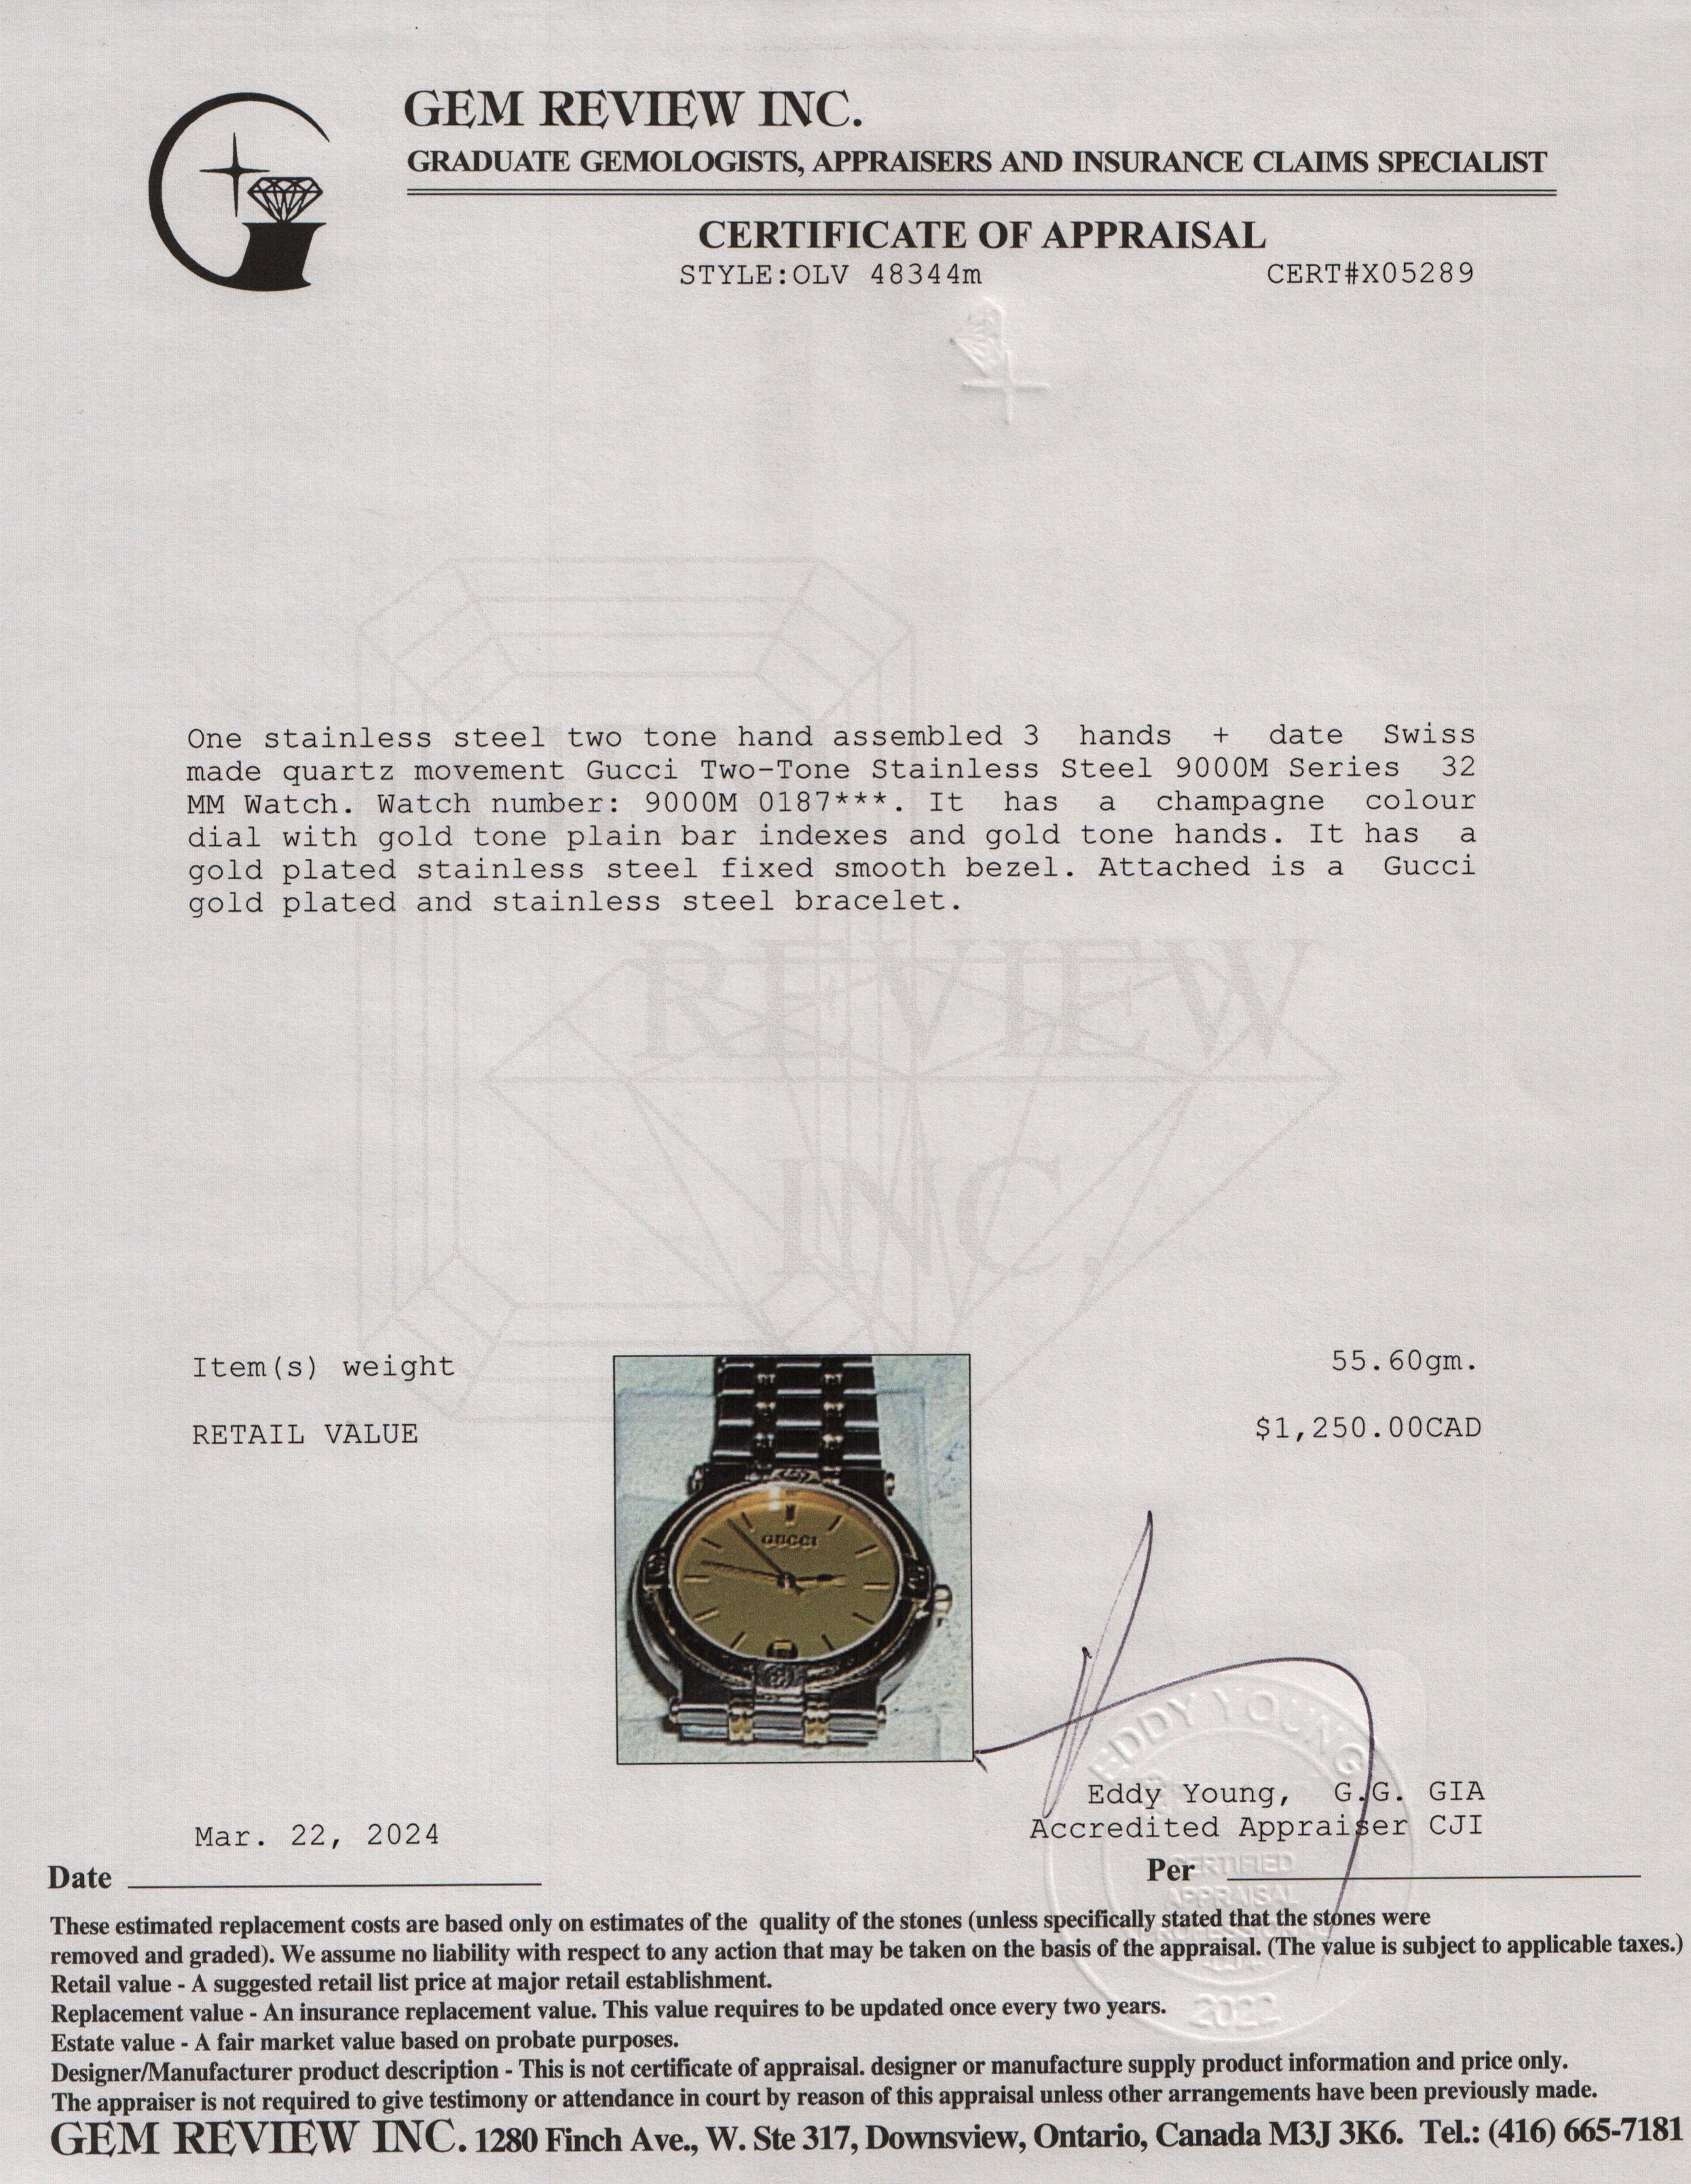 GEM REVIEW INC.
GRADUATE GEMOLOGISTS, APPRAISERS AND INSURANCE CLAIMS SPECIALIST
CERTIFICATE OF APPRAISAL
STYLE:OLV 48344m CERT#X05289
One stainless steel two tone hand assembled 3 hands + date Swiss
made quartz movement Gucci Two-Tone Stainless Steel 9000M Series 32
MM Watch. Watch number: 9000M 0187***. It has a champagne colour
dial with gold tone plain bar indexes and gold tone hands. It has a
gold plated stainless steel fixed smooth bezel. Attached is a Gucci
gold plated and stainless steel bracelet.
REVIEW
INC.
Item(s) weight 55.60gm.
RETAIL VALUE $1,250.00CAD
GUCCI
EDDY YOUNG
Eddy Young, G.G. GIA
Accredited Appraiser CJI
Mar. 22, 2024
Date
Per
CERTIFIED
APPRAISAL
PROFESSIONAL
2022
These estimated replacement costs are based only on estimates of the quality of the stones (unless specifically stated that the stones were
removed and graded). We assume no liability with respect to any action that may be taken on the basis of the appraisal. (The value is subject to applicable taxes.)
Retail value - A suggested retail list price at major retail establishment.
Replacement value - An insurance replacement value. This value requires to be updated once every two years.
Estate value - A fair market value based on probate purposes.
Designer/Manufacturer product description - This is not certificate of appraisal. designer or manufacture supply product information and price only.
The appraiser is not required to give testimony or attendance in court by reason of this appraisal unless other arrangements have been previously made.
GEM REVIEW INC. 1280 Finch Ave., W. Ste 317, Downsview, Ontario, Canada M3J 3K6. Tel.: (416) 665-7181